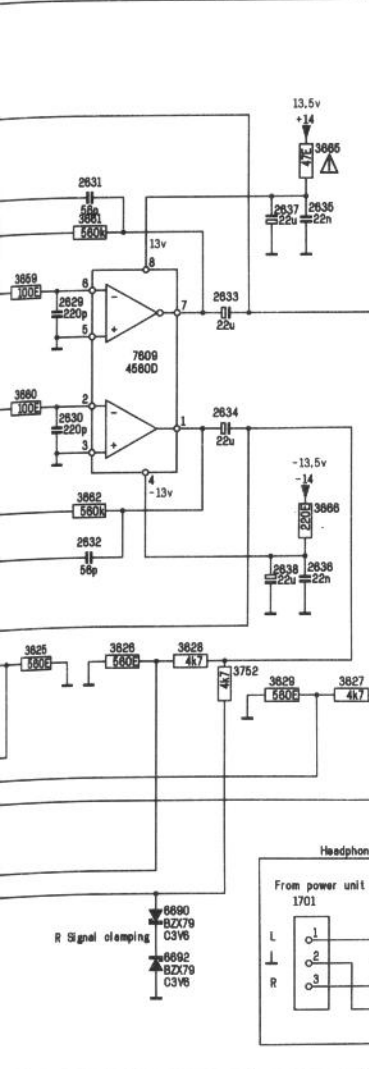 13.5v
+14
47E
3665
2631
56p
3661
560k
2637
22u
2635
22n
13v
8
3659
100E
6
2629
220p
5
7
2633
22u
7609
4560D
3660
100E
2
2630
220p
3
1
2634
22u
4
-13v
-13,5v
-14
220E
3666
3662
560k
2632
56p
2638
22u
2636
22n
3625
560E
3626
560E
3628
4k7
4k7
3752
3629
560E
3627
4k7
Headphon
From power unit
1701
L
1
2
R
3
R Signal clamping
6690
BZX79
C3V6
6692
BZX79
C3V6